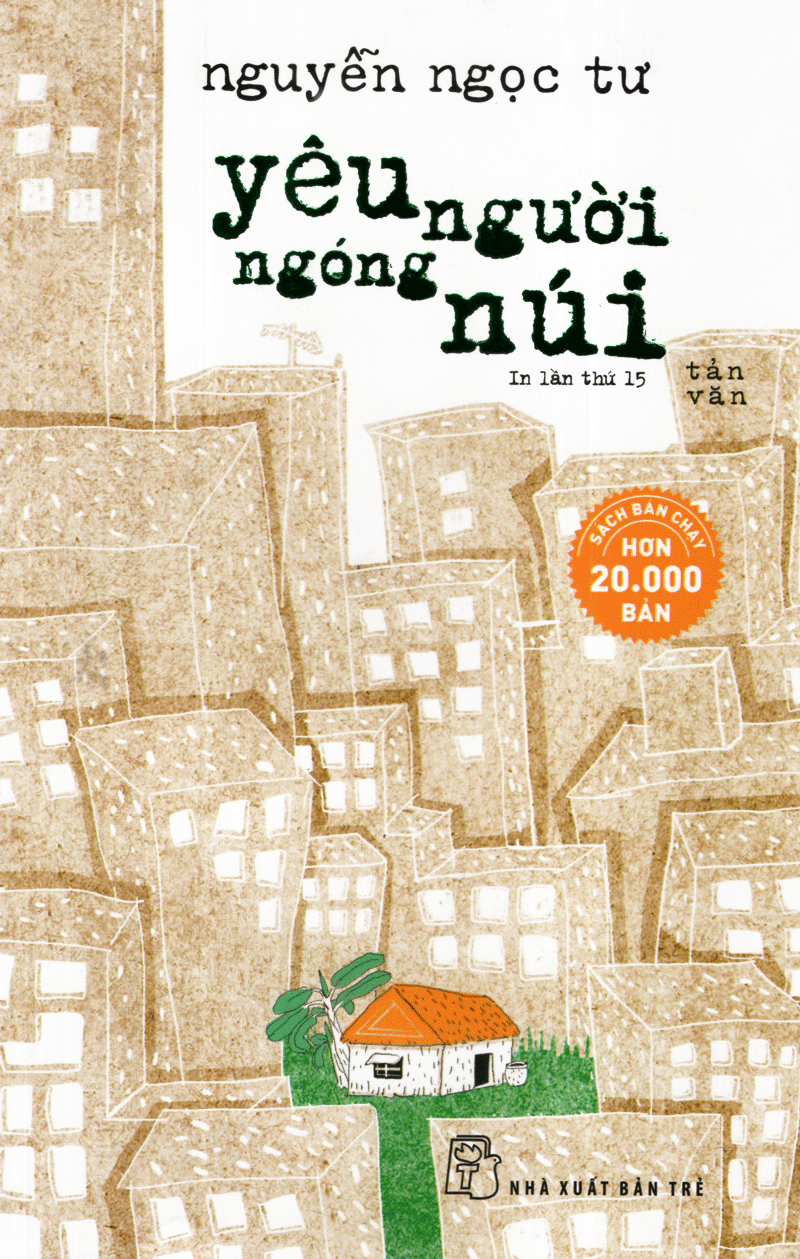 nguyễn ngọc tư
yêu người
ngóng núi
In lần thứ 15
tản
văn
SÁCH BÁN CHẠY
HƠN
20.000
BẢN
T
NHÀ XUẤT BẢN TRẺ